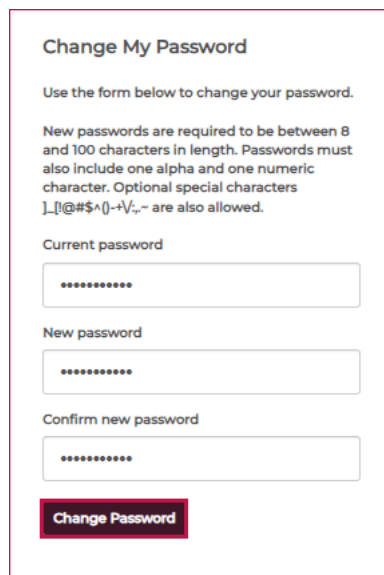 Change My Password
Use the form below to change your password.
New passwords are required to be between 8
and 100 characters in length. Passwords must
also include one alpha and one numeric
character. Optional special characters
]_[!@#$^()-+\/:,.~ are also allowed.
Current password
•••••••••••
New password
•••••••••••
Confirm new password
•••••••••••
Change Password